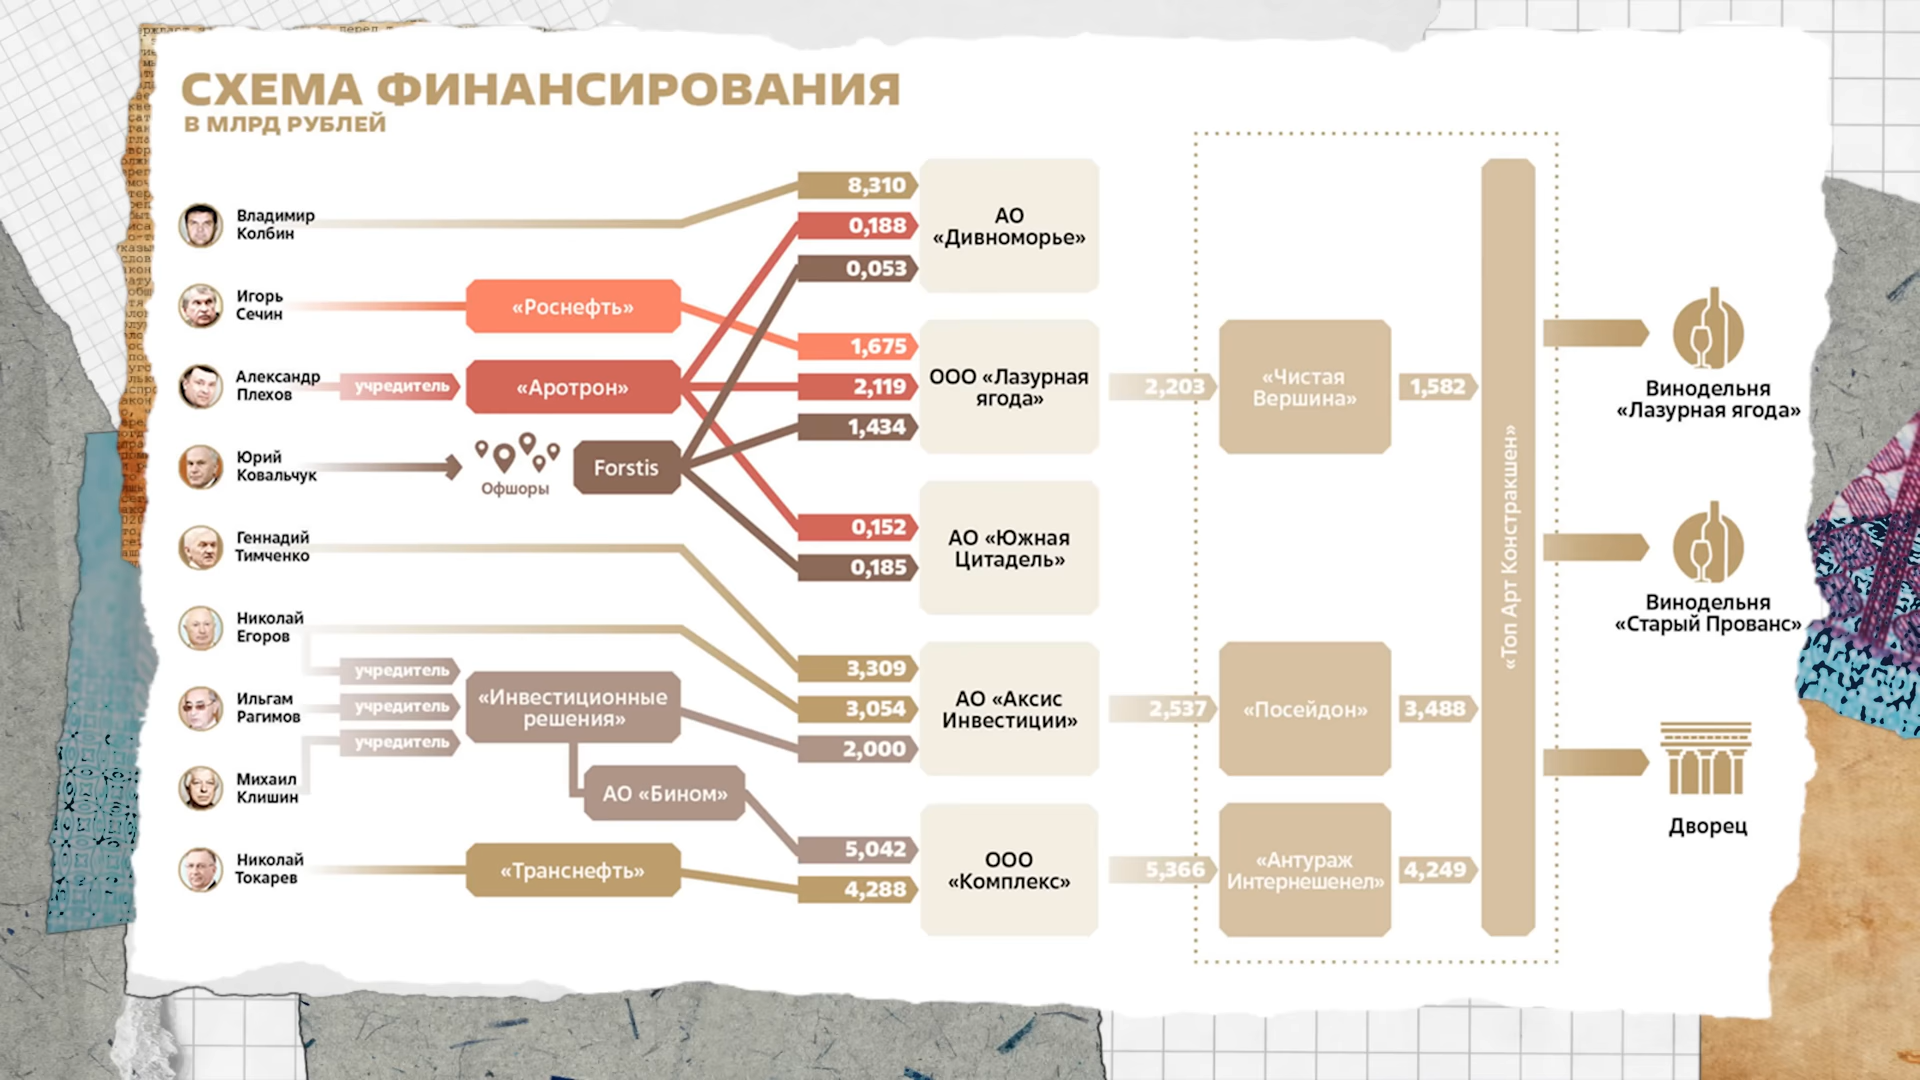 СХЕМА ФИНАНСИРОВАНИЯ
В МЛРД РУБЛЕЙ
Владимир
Колбин
Игорь
Сечин
Александр
Плехов
Юрий
Ковальчук
Геннадий
Тимченко
Николай
Егоров
Ильгам
Рагимов
Михаил
Клишин
Николай
Токарев
учредитель
учредитель
учредитель
учредитель
«Роснефть»
«Аротрон»
Офшоры
Forstis
«Инвестиционные
решения»
АО «Бином»
«Транснефть»
8,310
0,188
0,053
1,675
2,119
1,434
0,152
0,185
3,309
3,054
2,000
5,042
4,288
АО
«Дивноморье»
ООО «Лазурная
ягода»
АО «Южная
Цитадель»
АО «Аксис
Инвестиции»
ООО
«Комплекс»
2,203
2,537
5,366
«Чистая
Вершина»
«Посейдон»
«Антураж
Интернешенел»
1,582
3,488
4,249
«Топ Арт Констракшен»
Винодельня
«Лазурная ягода»
Винодельня
«Старый Прованс»
Дворец